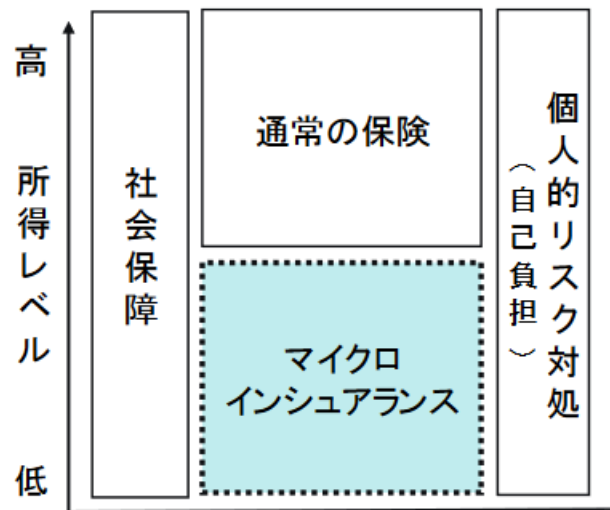 高
所得レベル
低
社会保障
通常の保険
マイクロ
インシュアランス
個人的リスク対処
（自己負担）